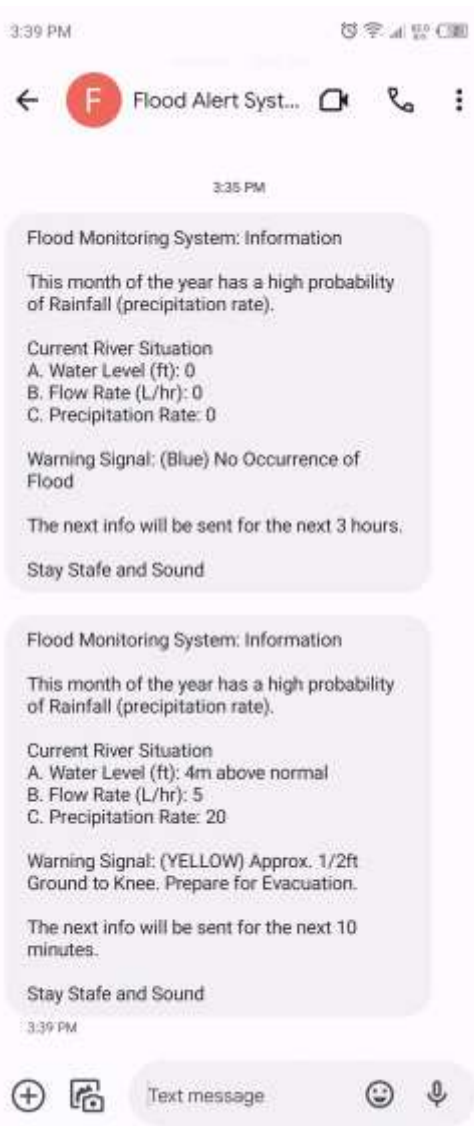 3:39 PM
F
Flood Alert Syst...
3:35 PM
Flood Monitoring System: Information
This month of the year has a high probability
of Rainfall (precipitation rate).
Current River Situation
A. Water Level (ft): 0
B. Flow Rate (L/hr): 0
C. Precipitation Rate: 0
Warning Signal: (Blue) No Occurrence of
Flood
The next info will be sent for the next 3 hours.
Stay Stafe and Sound
Flood Monitoring System: Information
This month of the year has a high probability
of Rainfall (precipitation rate).
Current River Situation
A. Water Level (ft): 4m above normal
B. Flow Rate (L/hr): 5
C. Precipitation Rate: 20
Warning Signal: (YELLOW) Approx. 1/2ft
Ground to Knee. Prepare for Evacuation.
The next info will be sent for the next 10
minutes.
Stay Stafe and Sound
3:39 PM
Text message